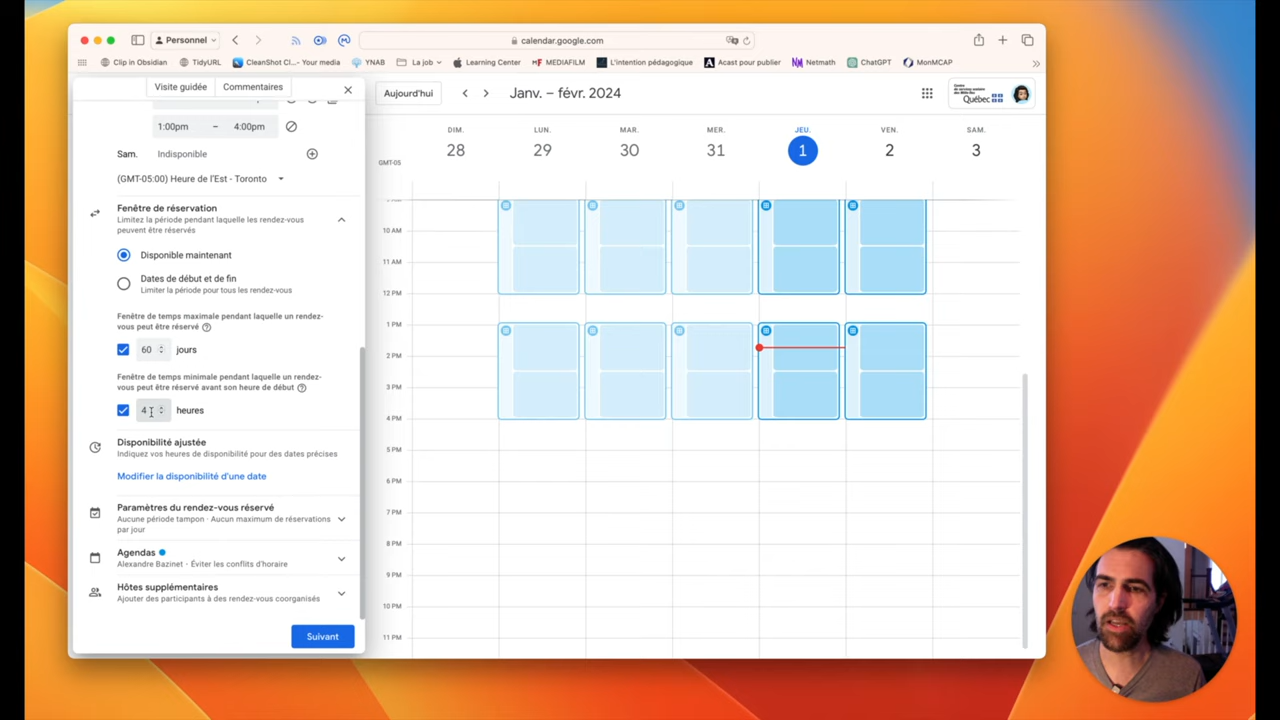 Personnel
calendar.google.com
Clip in Obsidian
TidyURL
CleanShot Cl... - Your media
YNAB
La job
Learning Center
MEDIAFILM
L'intention pédagogique
Acast pour publier
Netmath
ChatGPT
MonMCAP
Visite guidée
Commentaires
1:00pm – 4:00pm
Sam. Indisponible
(GMT-05:00) Heure de l'Est - Toronto
Fenêtre de réservation
Limitez la période pendant laquelle les rendez-vous
peuvent être réservés
Disponible maintenant
Dates de début et de fin
Limiter la période pour tous les rendez-vous
Fenêtre de temps maximale pendant laquelle un rendez-
vous peut être réservé
60 jours
Fenêtre de temps minimale pendant laquelle un rendez-
vous peut être réservé avant son heure de début
4 heures
Disponibilité ajustée
Indiquez vos heures de disponibilité pour des dates précises
Modifier la disponibilité d'une date
Paramètres du rendez-vous réservé
Aucune période tampon · Aucun maximum de réservations
par jour
Agendas
Alexandre Bazinet · Éviter les conflits d'horaire
Hôtes supplémentaires
Ajouter des participants à des rendez-vous coorganisés
Suivant
Aujourd'hui
Janv. – févr. 2024
Québec
GMT-05
DIM.
28
LUN.
29
MAR.
30
MER.
31
JEU.
1
VEN.
2
SAM.
3
10 AM
11 AM
12 PM
1 PM
2 PM
3 PM
4 PM
5 PM
6 PM
7 PM
8 PM
9 PM
10 PM
11 PM